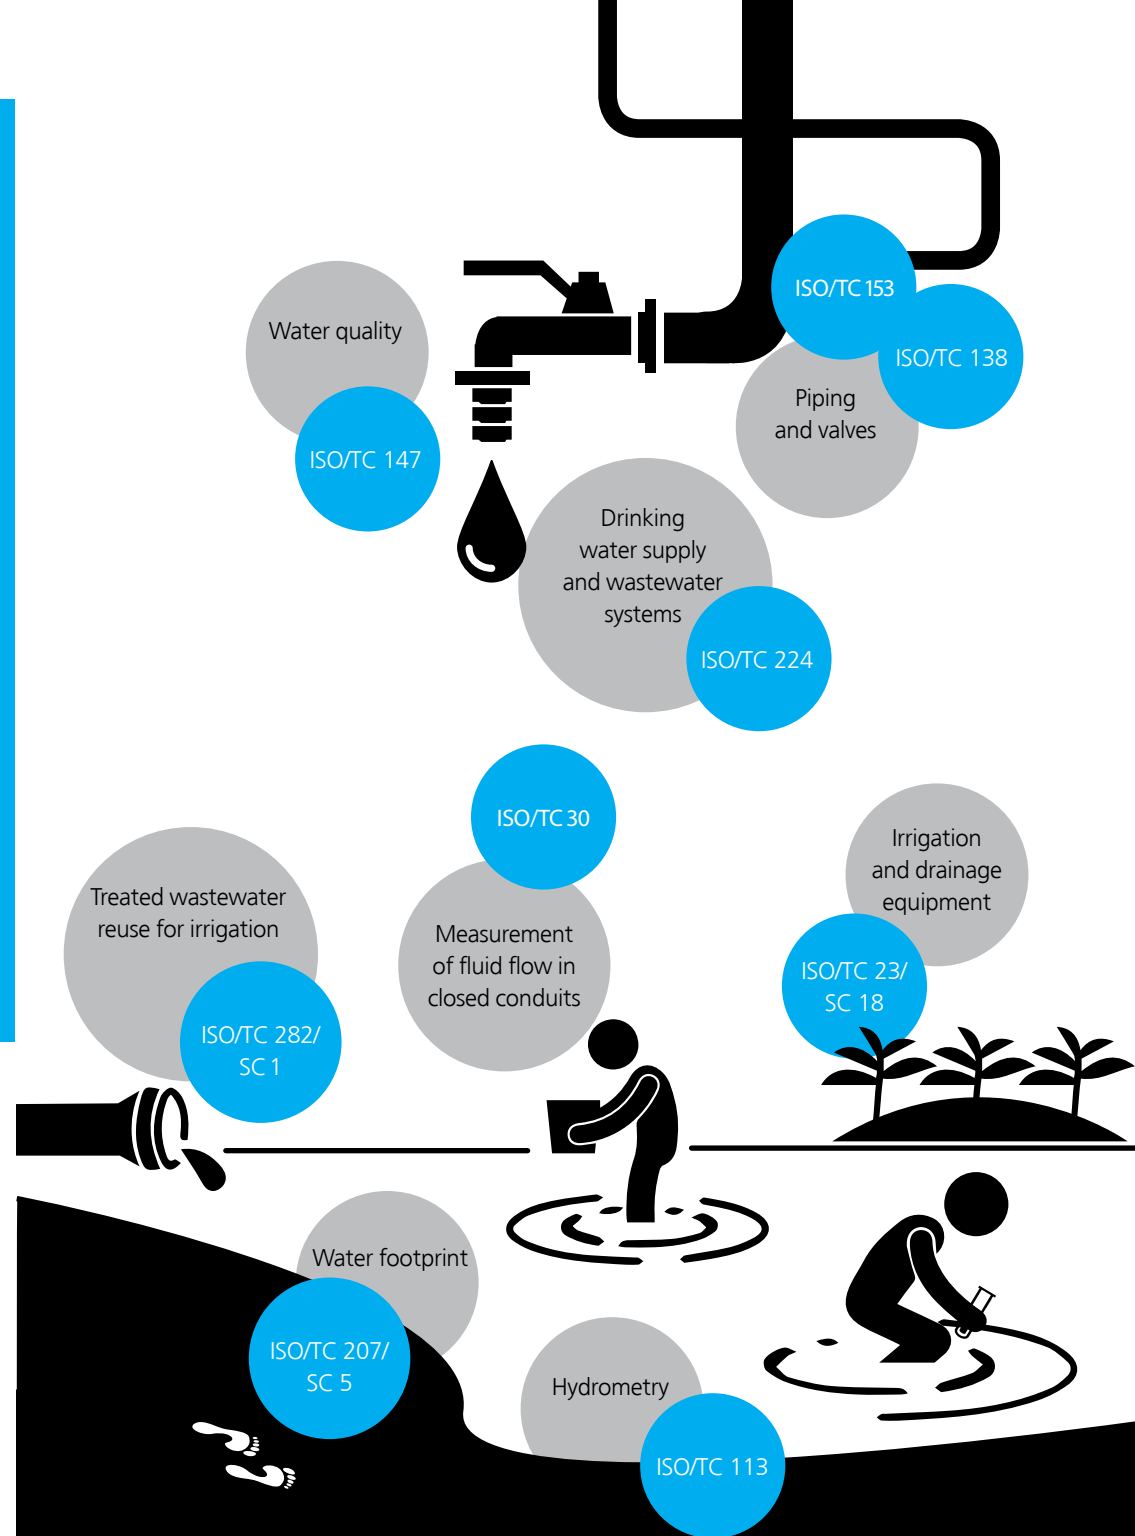 ISO/TC 153
ISO/TC 138
Piping
and valves
Water quality
ISO/TC 147
Drinking
water supply
and wastewater
systems
ISO/TC 224
ISO/TC 30
Measurement
of fluid flow in
closed conduits
Irrigation
and drainage
equipment
ISO/TC 23/
SC 18
Treated wastewater
reuse for irrigation
ISO/TC 282/
SC 1
Water footprint
ISO/TC 207/
SC 5
Hydrometry
ISO/TC 113